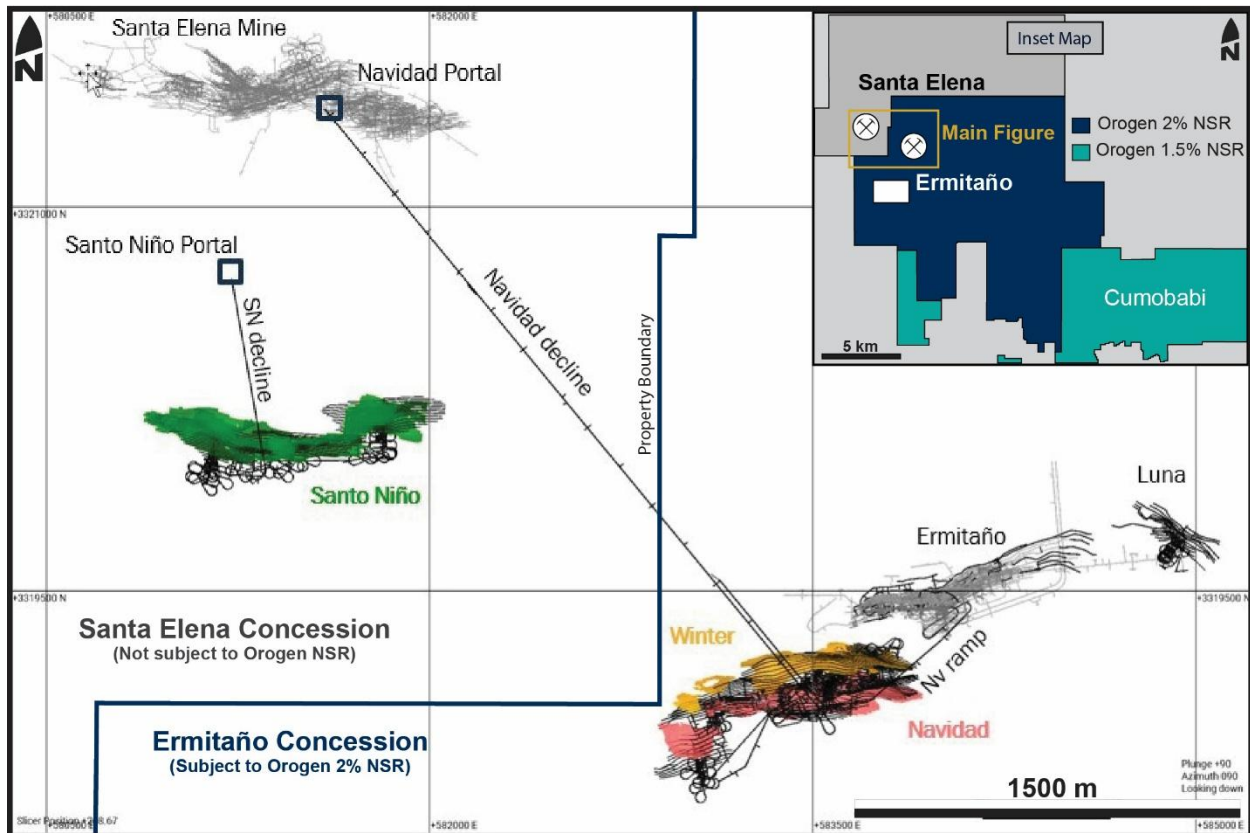 +580500 E
+582000 E
Santa Elena Mine
Navidad Portal
N
+3321000 N
Santo Niño Portal
SN decline
Navidad decline
Property Boundary
Santo Niño
Inset Map
N
Santa Elena
Main Figure
Ermitaño
Orogen 2% NSR
Orogen 1.5% NSR
Cumobabi
5 km
Luna
Ermitaño
+3319500 N
+3319500 N
Santa Elena Concession
(Not subject to Orogen NSR)
Winter
Nv ramp
Navidad
Ermitaño Concession
(Subject to Orogen 2% NSR)
Plunge +90
Azimuth 090
Looking down
1500 m
+580500 E
+582000 E
+583500 E
+585000 E